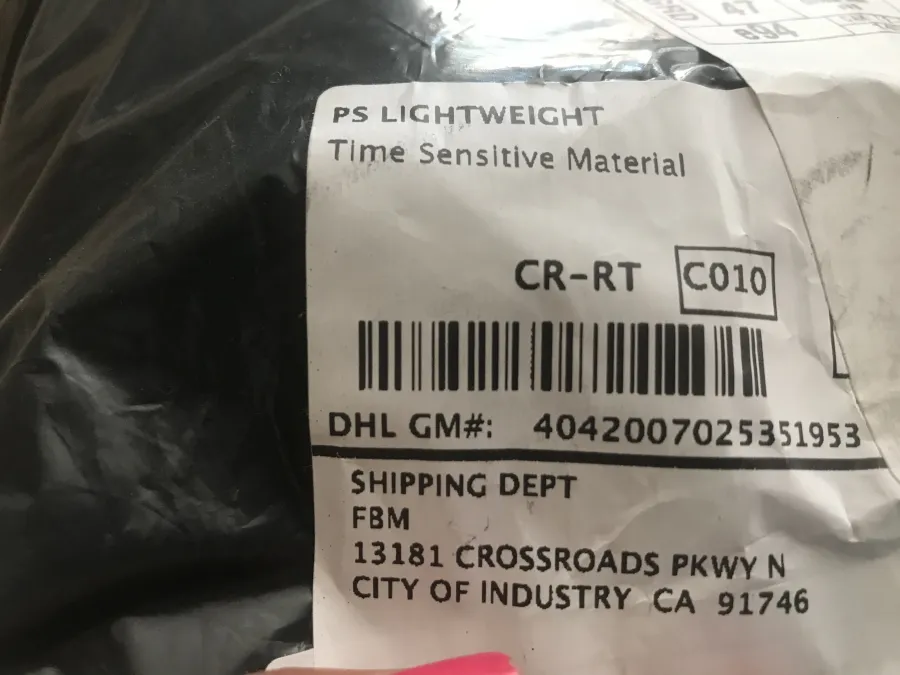 PS LIGHTWEIGHT
Time Sensitive Material
CR-RT C010
DHL GM#: 4042007025351953
SHIPPING DEPT
FBM
13181 CROSSROADS PKWY N
CITY OF INDUSTRY CA 91746